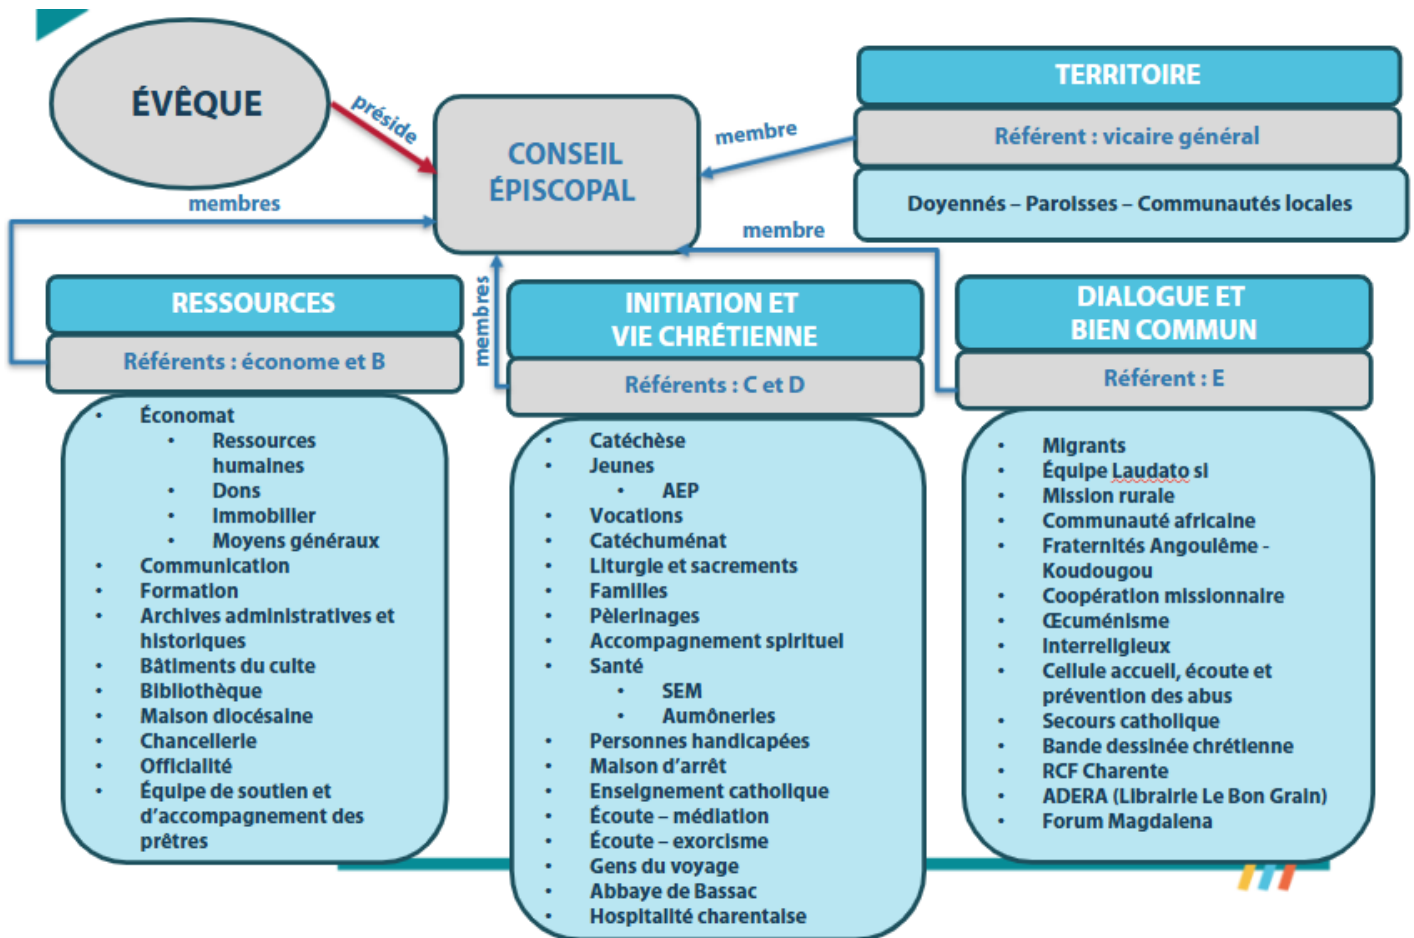 ÉVÊQUE
préside
CONSEIL
ÉPISCOPAL
membre
TERRITOIRE
Référent : vicaire général
Doyennés – Paroisses – Communautés locales
membres
membre
membres
RESSOURCES
Référents : économe et B
• Économat
• Ressources
humaines
• Dons
• Immobilier
• Moyens généraux
• Communication
• Formation
• Archives administratives et
historiques
• Bâtiments du culte
• Bibliothèque
• Maison diocésaine
• Chancellerie
• Officialité
• Équipe de soutien et
d'accompagnement des
prêtres
INITIATION ET
VIE CHRÉTIENNE
Référents : C et D
• Catéchèse
• Jeunes
• AEP
• Vocations
• Catéchuménat
• Liturgie et sacrements
• Familles
• Pèlerinages
• Accompagnement spirituel
• Santé
• SEM
• Aumôneries
• Personnes handicapées
• Maison d'arrêt
• Enseignement catholique
• Écoute – médiation
• Écoute – exorcisme
• Gens du voyage
• Abbaye de Bassac
• Hospitalité charentaise
DIALOGUE ET
BIEN COMMUN
Référent : E
• Migrants
• Équipe Laudato si
• Mission rurale
• Communauté africaine
• Fraternités Angoulême -
Koudougou
• Coopération missionnaire
• Œcuménisme
• Interreligieux
• Cellule accueil, écoute et
prévention des abus
• Secours catholique
• Bande dessinée chrétienne
• RCF Charente
• ADERA (Librairie Le Bon Grain)
• Forum Magdalena